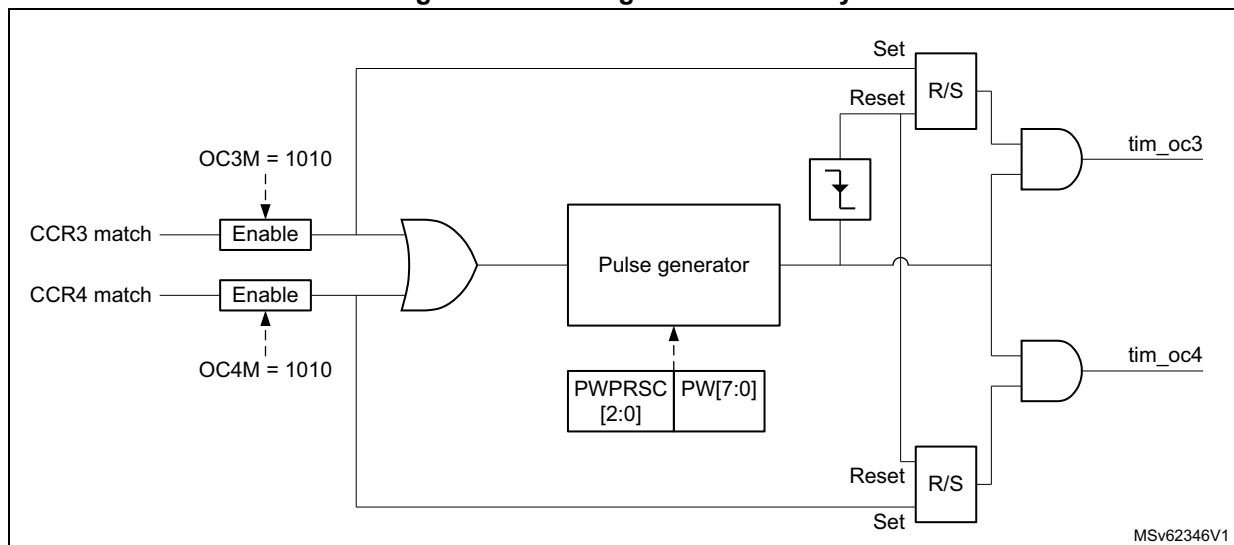 Set
Reset
R/S
OC3M = 1010
tim_oc3
CCR3 match
Enable
Pulse generator
CCR4 match
Enable
OC4M = 1010
tim_oc4
PWPRSC
[2:0]
PW[7:0]
Reset
R/S
Set
MSv62346V1